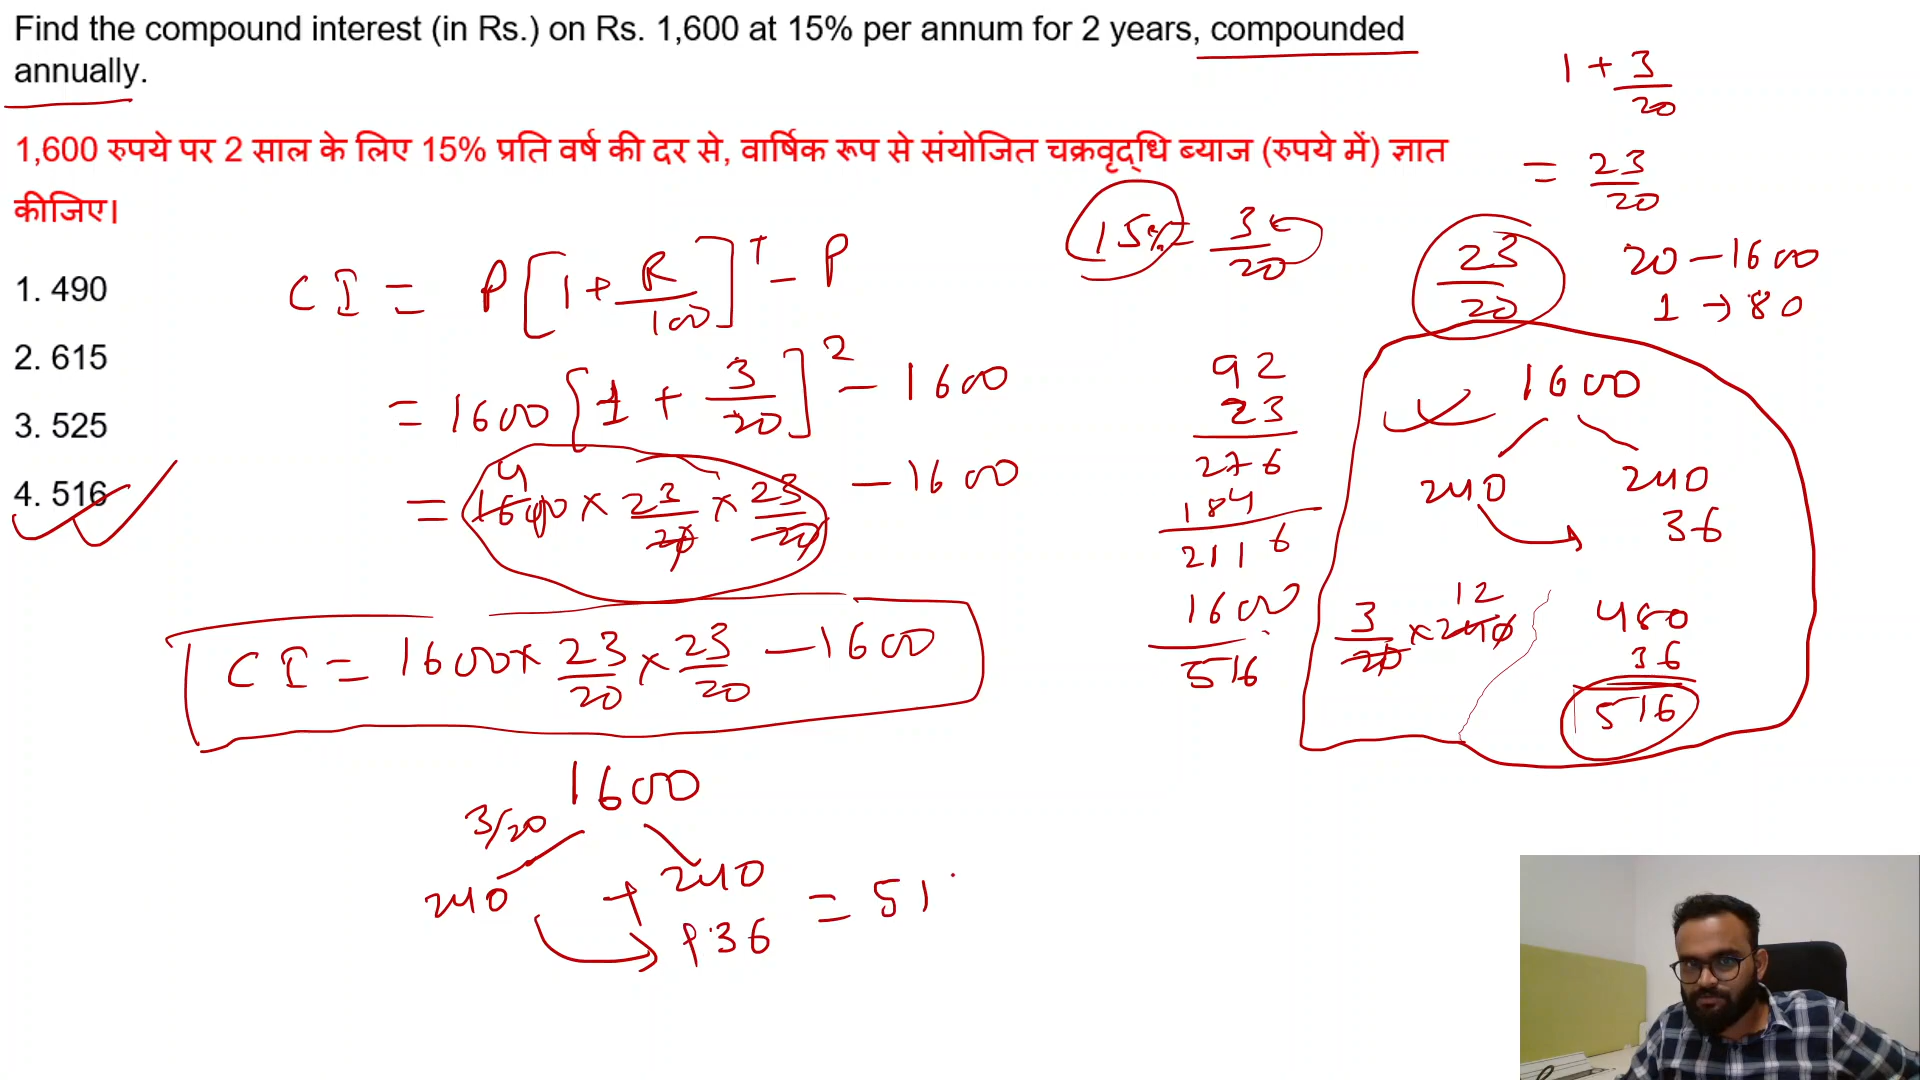 Find the compound interest (in Rs.) on Rs. 1,600 at 15% per annum for 2 years, compounded
annually.
1,600 रुपये पर 2 साल के लिए 15% प्रति वर्ष की दर से, वार्षिक रूप से संयोजित चक्रवृद्धि ब्याज (रुपये में) ज्ञात
कीजिए।
1. 490
2. 615
3. 525
4. 516
CI = P[1+R/100]^T - P
= 1600[1 + 3/20]^2 - 1600
4
= 1600 × 23/20 × 23/20 - 1600
CI = 1600 × 23/20 × 23/20 - 1600
1600
3/20
240 + 240
+36
= 51
15% = 3/20
92
23
276
184
2116
1600
516
1 + 3/20
= 23/20
23/20
20 - 1600
1 → 80
1600
240 240
36
12
3/20 × 240
480
36
516